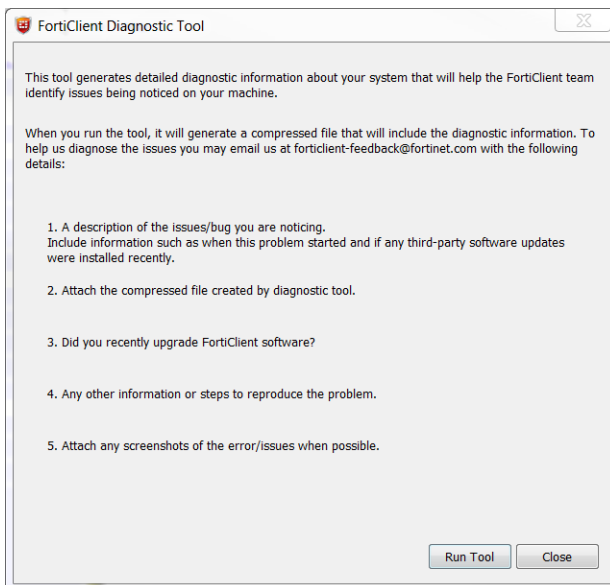 FortiClient Diagnostic Tool
This tool generates detailed diagnostic information about your system that will help the FortiClient team
identify issues being noticed on your machine.
When you run the tool, it will generate a compressed file that will include the diagnostic information. To
help us diagnose the issues you may email us at forticlient-feedback@fortinet.com with the following
details:
1. A description of the issues/bug you are noticing.
Include information such as when this problem started and if any third-party software updates
were installed recently.
2. Attach the compressed file created by diagnostic tool.
3. Did you recently upgrade FortiClient software?
4. Any other information or steps to reproduce the problem.
5. Attach any screenshots of the error/issues when possible.
Run Tool Close